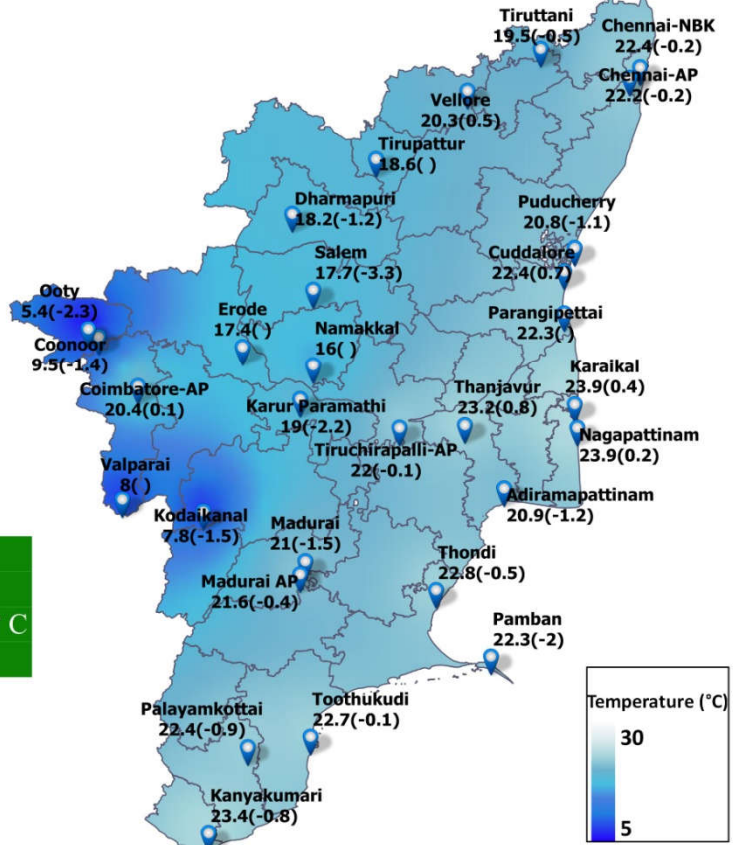 Tiruttani
19.5(-0.5)
Chennai-NBK
22.4(-0.2)
Chennai-AP
22.2(-0.2)
Vellore
20.3(0.5)
Tirupattur
18.6( )
Dharmapuri
18.2(-1.2)
Puducherry
20.8(-1.1)
Salem
17.7(-3.3)
Cuddalore
22.4(0.7)
Ooty
5.4(-2.3)
Erode
17.4( )
Namakkal
16( )
Parangipettai
22.3( )
Coonoor
9.5(-1.4)
Coimbatore-AP
20.4(0.1)
Karur Paramathi
19(-2.2)
Thanjavur
23.2(0.8)
Karaikal
23.9(0.4)
Tiruchirapalli-AP
22(-0.1)
Nagapattinam
23.9(0.2)
Valparai
8( )
Kodaikanal
7.8(-1.5)
Adiramapattinam
20.9(-1.2)
Madurai
21(-1.5)
Madurai AP
21.6(-0.4)
Thondi
22.8(-0.5)
C
Pamban
22.3(-2)
Palayamkottai
22.4(-0.9)
Toothukudi
22.7(-0.1)
Kanyakumari
23.4(-0.8)
Temperature (°C)
30
5